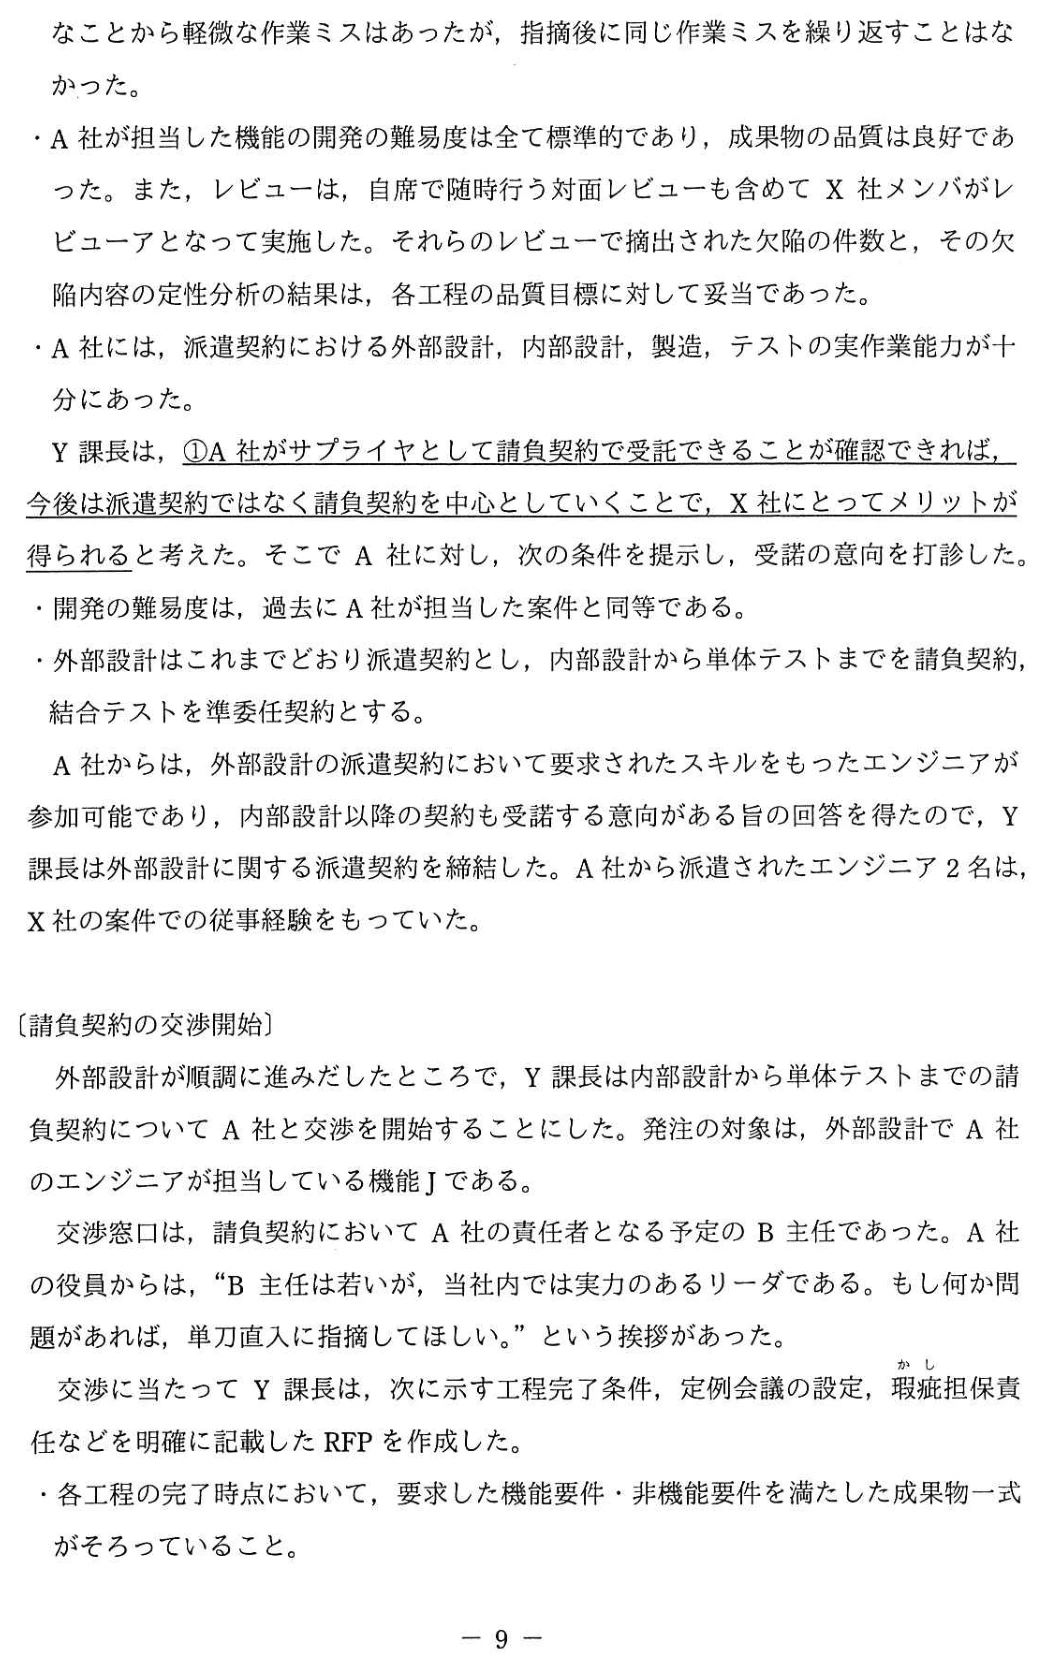 なことから軽微な作業ミスはあったが，指摘後に同じ作業ミスを繰り返すことはな
かった。
・A 社が担当した機能の開発の難易度は全て標準的であり，成果物の品質は良好であ
った。また，レビューは，自席で随時行う対面レビューも含めて X 社メンバがレ
ビューアとなって実施した。それらのレビューで摘出された欠陥の件数と，その欠
陥内容の定性分析の結果は，各工程の品質目標に対して妥当であった。
・A 社には，派遣契約における外部設計，内部設計，製造，テストの実作業能力が十
分にあった。
Y 課長は，①A 社がサプライヤとして請負契約で受託できることが確認できれば，
今後は派遣契約ではなく請負契約を中心としていくことで，X 社にとってメリットが
得られると考えた。そこで A 社に対し，次の条件を提示し，受諾の意向を打診した。
・開発の難易度は，過去に A 社が担当した案件と同等である。
・外部設計はこれまでどおり派遣契約とし，内部設計から単体テストまでを請負契約，
結合テストを準委任契約とする。
A 社からは，外部設計の派遣契約において要求されたスキルをもったエンジニアが
参加可能であり，内部設計以降の契約も受諾する意向がある旨の回答を得たので，Y
課長は外部設計に関する派遣契約を締結した。A 社から派遣されたエンジニア 2 名は，
X 社の案件での従事経験をもっていた。
〔請負契約の交渉開始〕
外部設計が順調に進みだしたところで，Y 課長は内部設計から単体テストまでの請
負契約について A 社と交渉を開始することにした。発注の対象は，外部設計で A 社
のエンジニアが担当している機能 J である。
交渉窓口は，請負契約において A 社の責任者となる予定の B 主任であった。A 社
の役員からは，“B 主任は若いが，当社内では実力のあるリーダである。もし何か問
題があれば，単刀直入に指摘してほしい。”という挨拶があった。
かし
交渉に当たって Y 課長は，次に示す工程完了条件，定例会議の設定，瑕疵担保責
任などを明確に記載した RFP を作成した。
・各工程の完了時点において，要求した機能要件・非機能要件を満たした成果物一式
がそろっていること。
－ 9 －